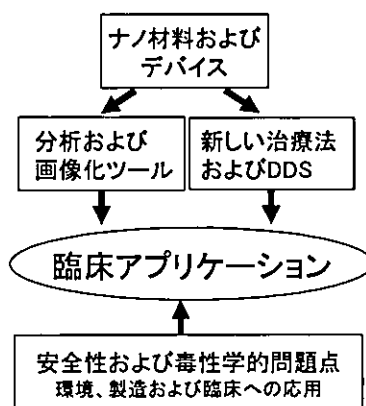 ナノ材料および
デバイス
分析および
画像化ツール
新しい治療法
およびDDS
臨床アプリケーション
安全性および毒性学的問題点
環境、製造および臨床への応用